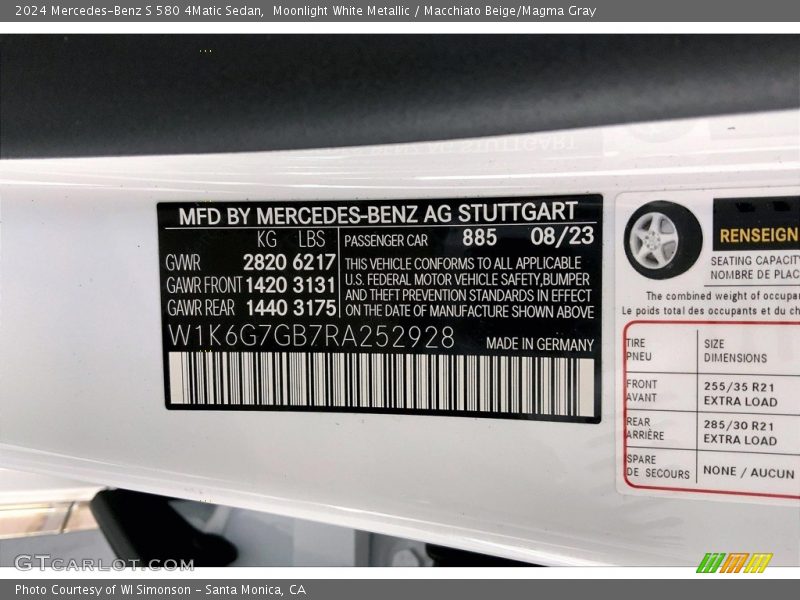 2024 Mercedes-Benz S 580 4Matic Sedan,  Moonlight White Metallic / Macchiato Beige/Magma Gray
MFD BY MERCEDES-BENZ AG STUTTGART
KG LBS
GVWR 2820 6217
GAWR FRONT 1420 3131
GAWR REAR 1440 3175
PASSENGER CAR 885 08/23
THIS VEHICLE CONFORMS TO ALL APPLICABLE
U.S. FEDERAL MOTOR VEHICLE SAFETY,BUMPER
AND THEFT PREVENTION STANDARDS IN EFFECT
ON THE DATE OF MANUFACTURE SHOWN ABOVE
W1K6G7GB7RA252928 MADE IN GERMANY
RENSEIGN
SEATING CAPACITY
NOMBRE DE PLAC
The combined weight of occupa
Le poids total des occupants et du ch
TIRE SIZE
PNEU DIMENSIONS
FRONT 255/35 R21
AVANT EXTRA LOAD
REAR 285/30 R21
ARRIÈRE EXTRA LOAD
SPARE
DE SECOURS NONE / AUCUN
GTCARLOT.COM
Photo Courtesy of WI Simonson - Santa Monica, CA